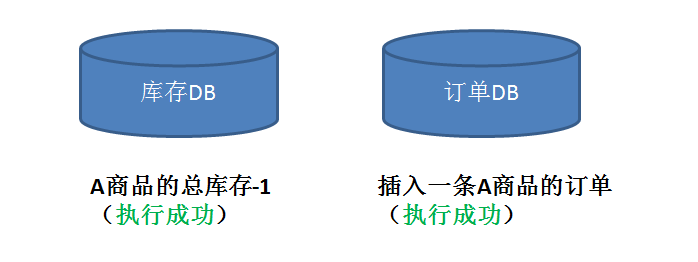 库存DB
订单DB
A商品的总库存-1
（执行成功）
插入一条A商品的订单
（执行成功）